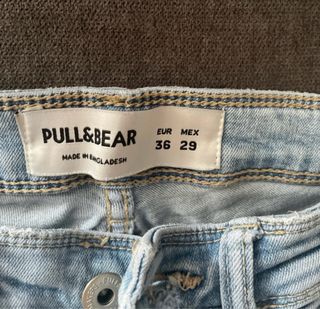 PULL&BEAR
MADE IN BANGLADESH
EUR MEX
36 29